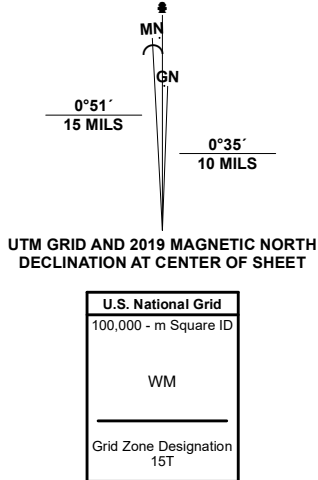 MN
GN
0°51´
15 MILS
0°35´
10 MILS
UTM GRID AND 2019 MAGNETIC NORTH
DECLINATION AT CENTER OF SHEET
U.S. National Grid
100,000 - m Square ID
WM
Grid Zone Designation
15T